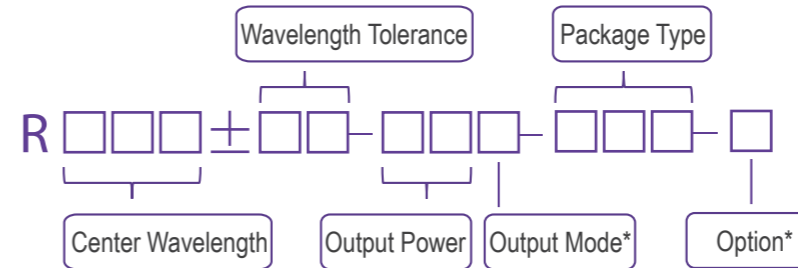 Wavelength Tolerance
Package Type
R □□□ ± □□ – □□□ – □□□ – □
Center Wavelength
Output Power
Output Mode*
Option*